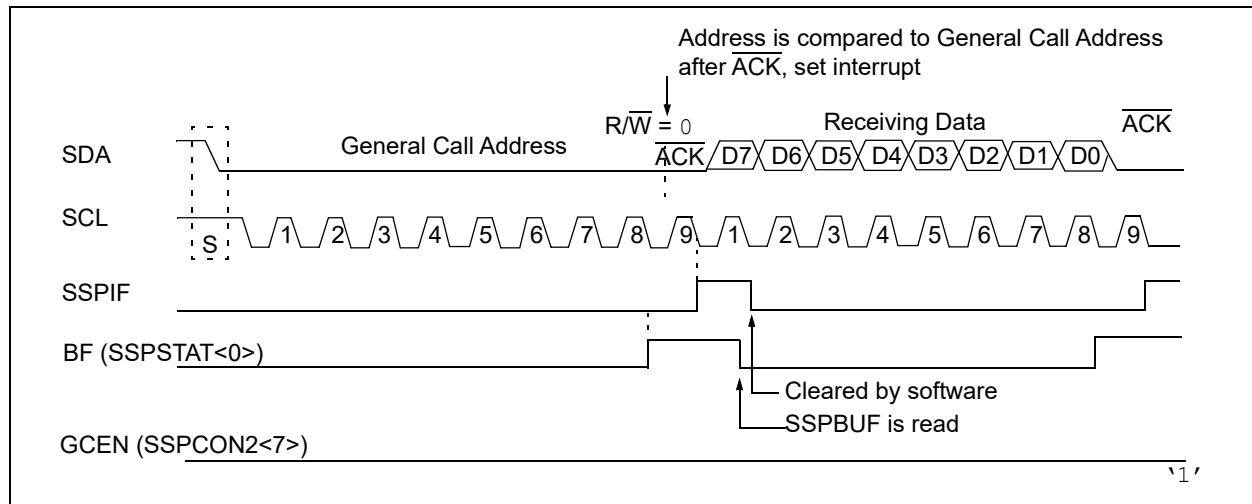 Address is compared to General Call Address
after ACK, set interrupt
R/W = 0
Receiving Data
ACK
SDA
General Call Address
ACK
D7 D6 D5 D4 D3 D2 D1 D0
SCL
S
1 2 3 4 5 6 7 8 9 1 2 3 4 5 6 7 8 9
SSPIF
BF (SSPSTAT<0>)
Cleared by software
SSPBUF is read
GCEN (SSPCON2<7>)
‘1’